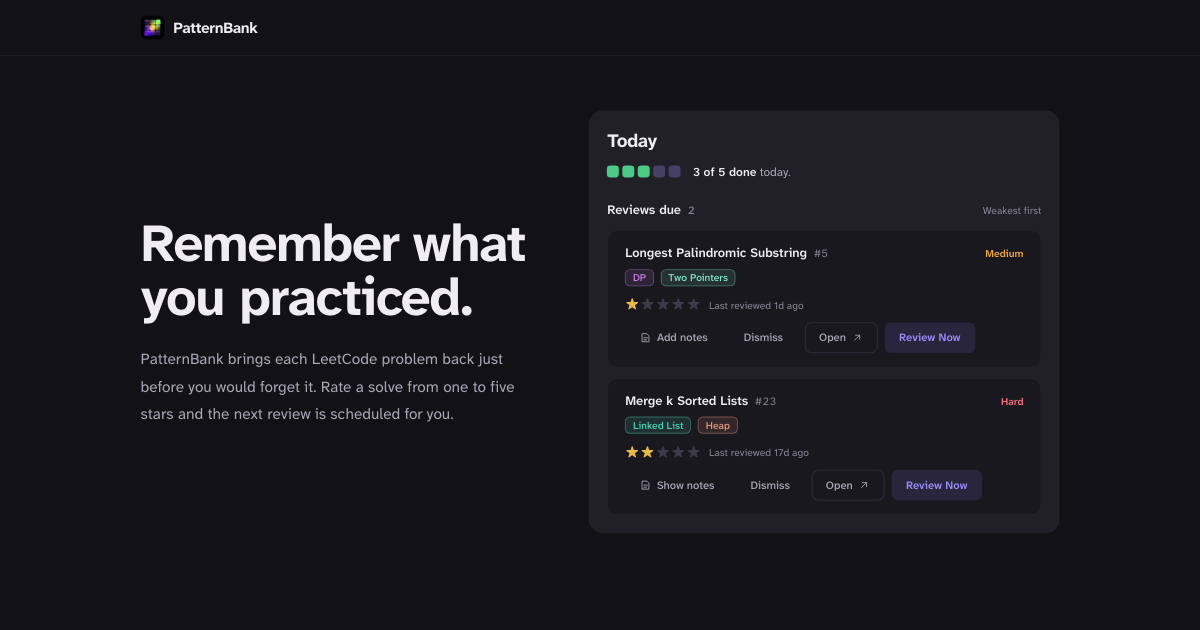 PatternBank
Remember what
you practiced.
PatternBank brings each LeetCode problem back just
before you would forget it. Rate a solve from one to five
stars and the next review is scheduled for you.
Today
3 of 5 done today.
Reviews due 2
Weakest first
Longest Palindromic Substring #5
Medium
DP Two Pointers
Last reviewed 1d ago
Add notes Dismiss Open Review Now
Merge k Sorted Lists #23
Hard
Linked List Heap
Last reviewed 17d ago
Show notes Dismiss Open Review Now